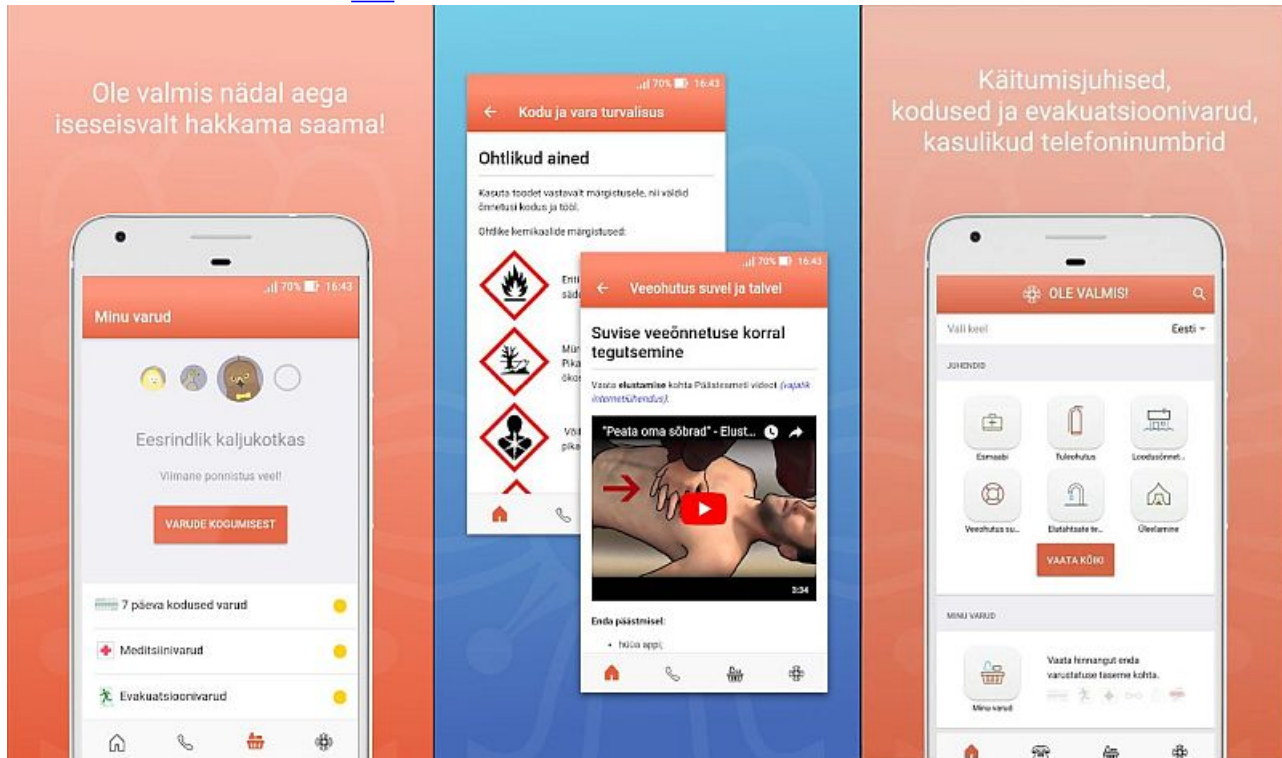 Ole valmis nädal aega
iseseisvalt hakkama saama!
70% 16:43
Minu varud
Eesrindlik kaljukotkas
Viimane ponnistus veel!
VARUDE KOGUMISEST
7 päeva kodused varud
Meditsiinivarud
Evakuatsioonivarud
70% 16:43
Kodu ja vara turvalisus
Ohtlikud ained
Kasuta toodet vastavalt märgistusele, nii väldid
õnnetusi kodus ja tööl.
Ohtlike kemikaalide märgistused:
70% 16:43
Veeohutus suvel ja talvel
Suvise veeõnnetuse korral
tegutsemine
Vaata elustamise kohta Päästeameti videot (vajalik
internetiühendus).
"Peata oma sõbrad" - Elust...
3:34
Enda päästmisel:
• hüüa appi;
Käitumisjuhised,
kodused ja evakuatsioonivarud,
kasulikud telefoninumbrid
OLE VALMIS!
Vali keel Eesti
JUHENDID
Esmaabi Tuleohutus Loodusõnnet...
Veeohutus su... Elutähtsate te... Üleelamine
VAATA KÕIKI
MINU VARUD
Vaata hinnangut enda
varustatuse taseme kohta.
Minu varud